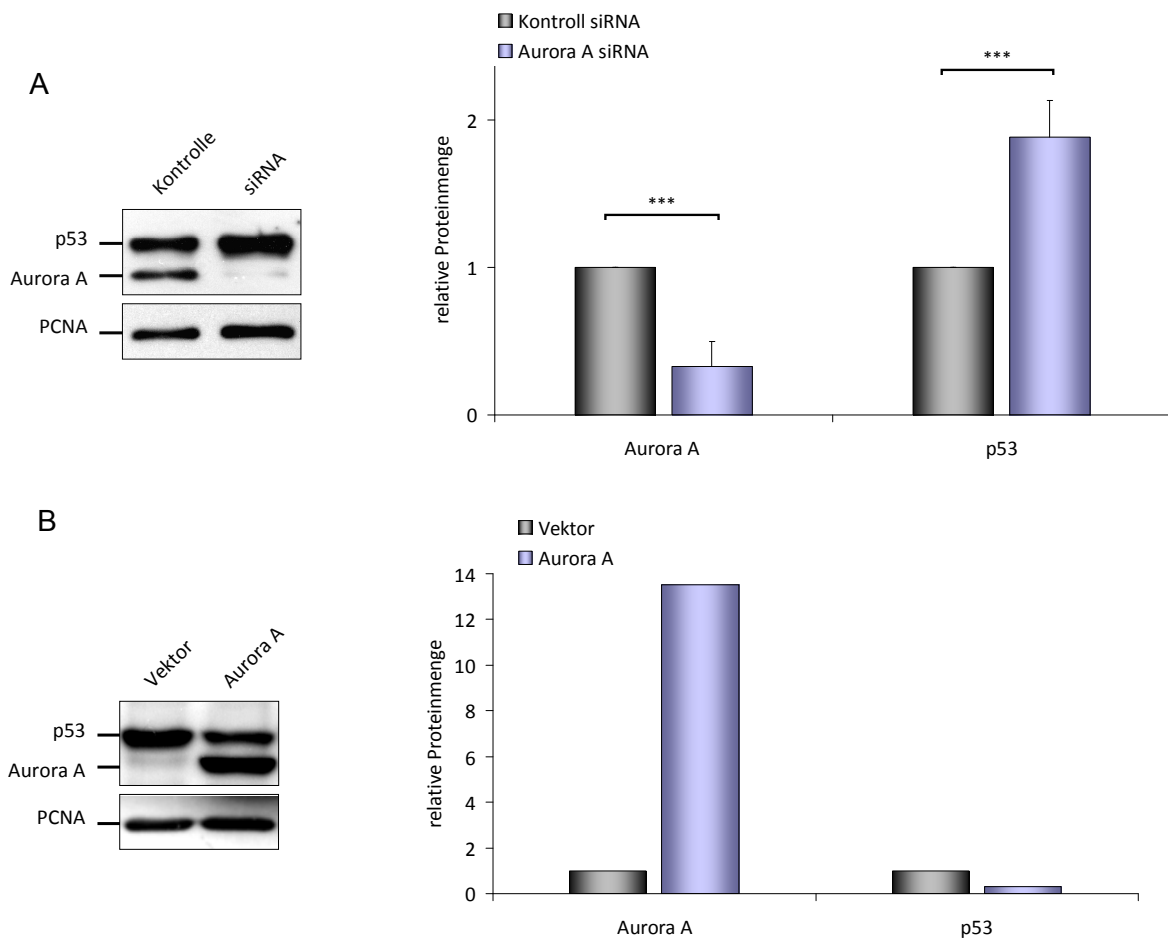 A
Kontrolle
siRNA
p53
Aurora A
PCNA
Kontroll siRNA
Aurora A siRNA
relative Proteinmenge
2
1
0
***
***
Aurora A
p53
B
Vektor
Aurora A
p53
Aurora A
PCNA
Vektor
Aurora A
relative Proteinmenge
14
12
10
8
6
4
2
0
Aurora A
p53